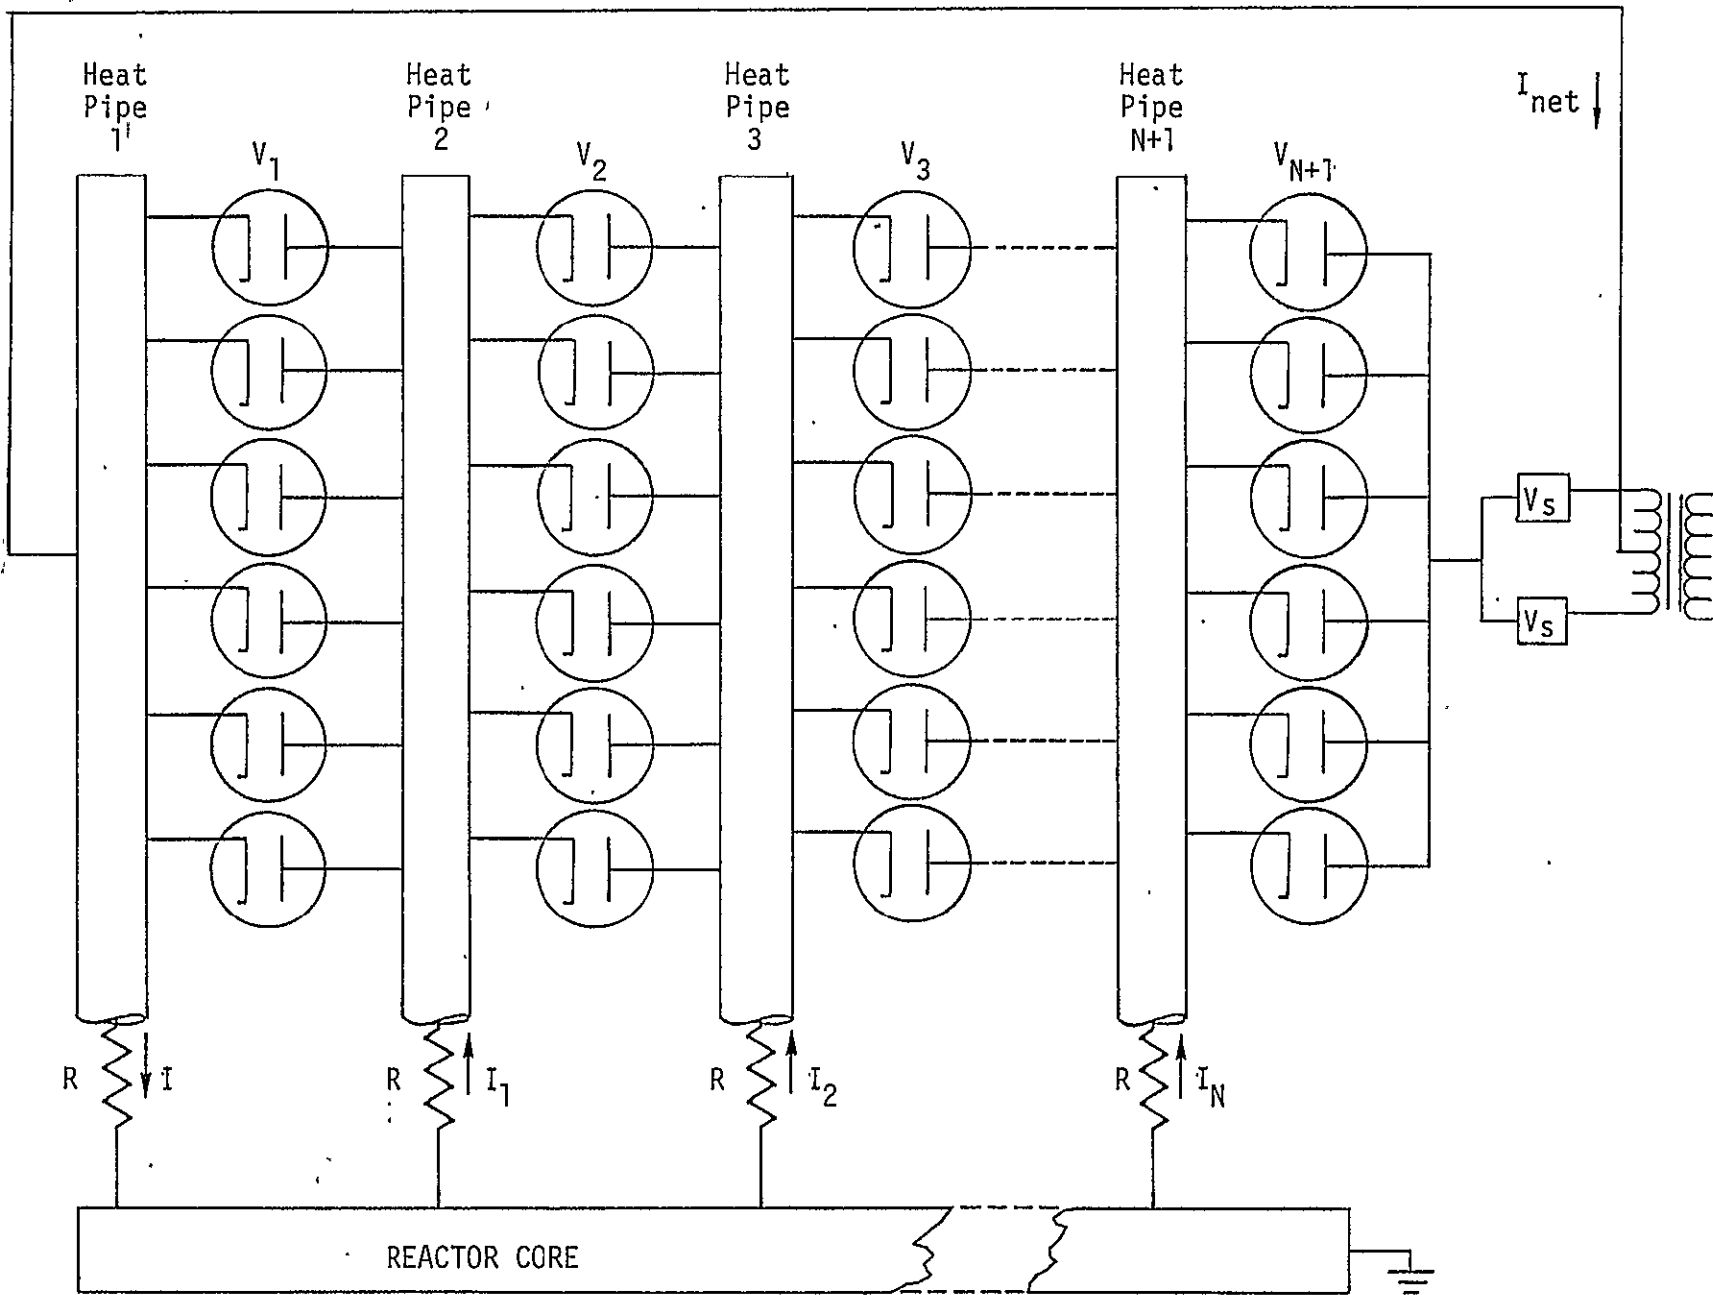 Heat
Pipe
1
Heat
Pipe
2
Heat
Pipe
3
Heat
Pipe
N+1
I_net
V_1
V_2
V_3
V_N+1
V_s
V_s
R
I
R
I_1
R
I_2
R
I_N
REACTOR CORE